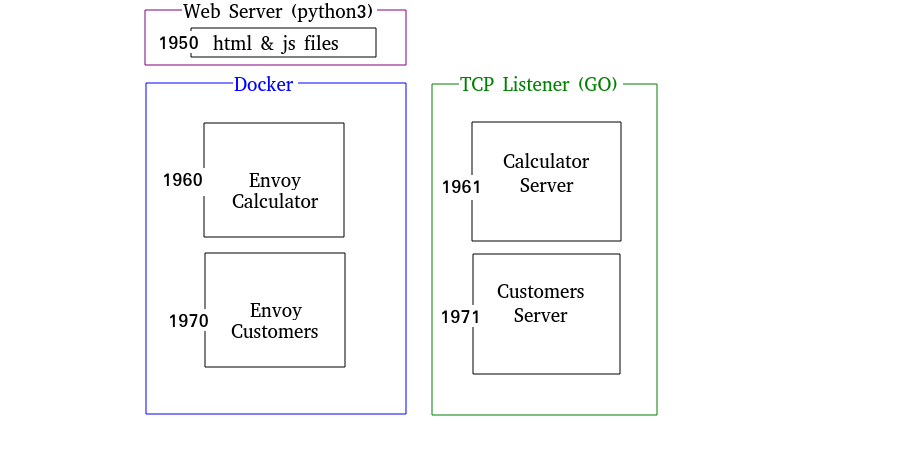 Web Server (python3)
1950 html & js files
Docker
1960
Envoy
Calculator
1970
Envoy
Customers
TCP Listener (GO)
1961
Calculator
Server
1971
Customers
Server